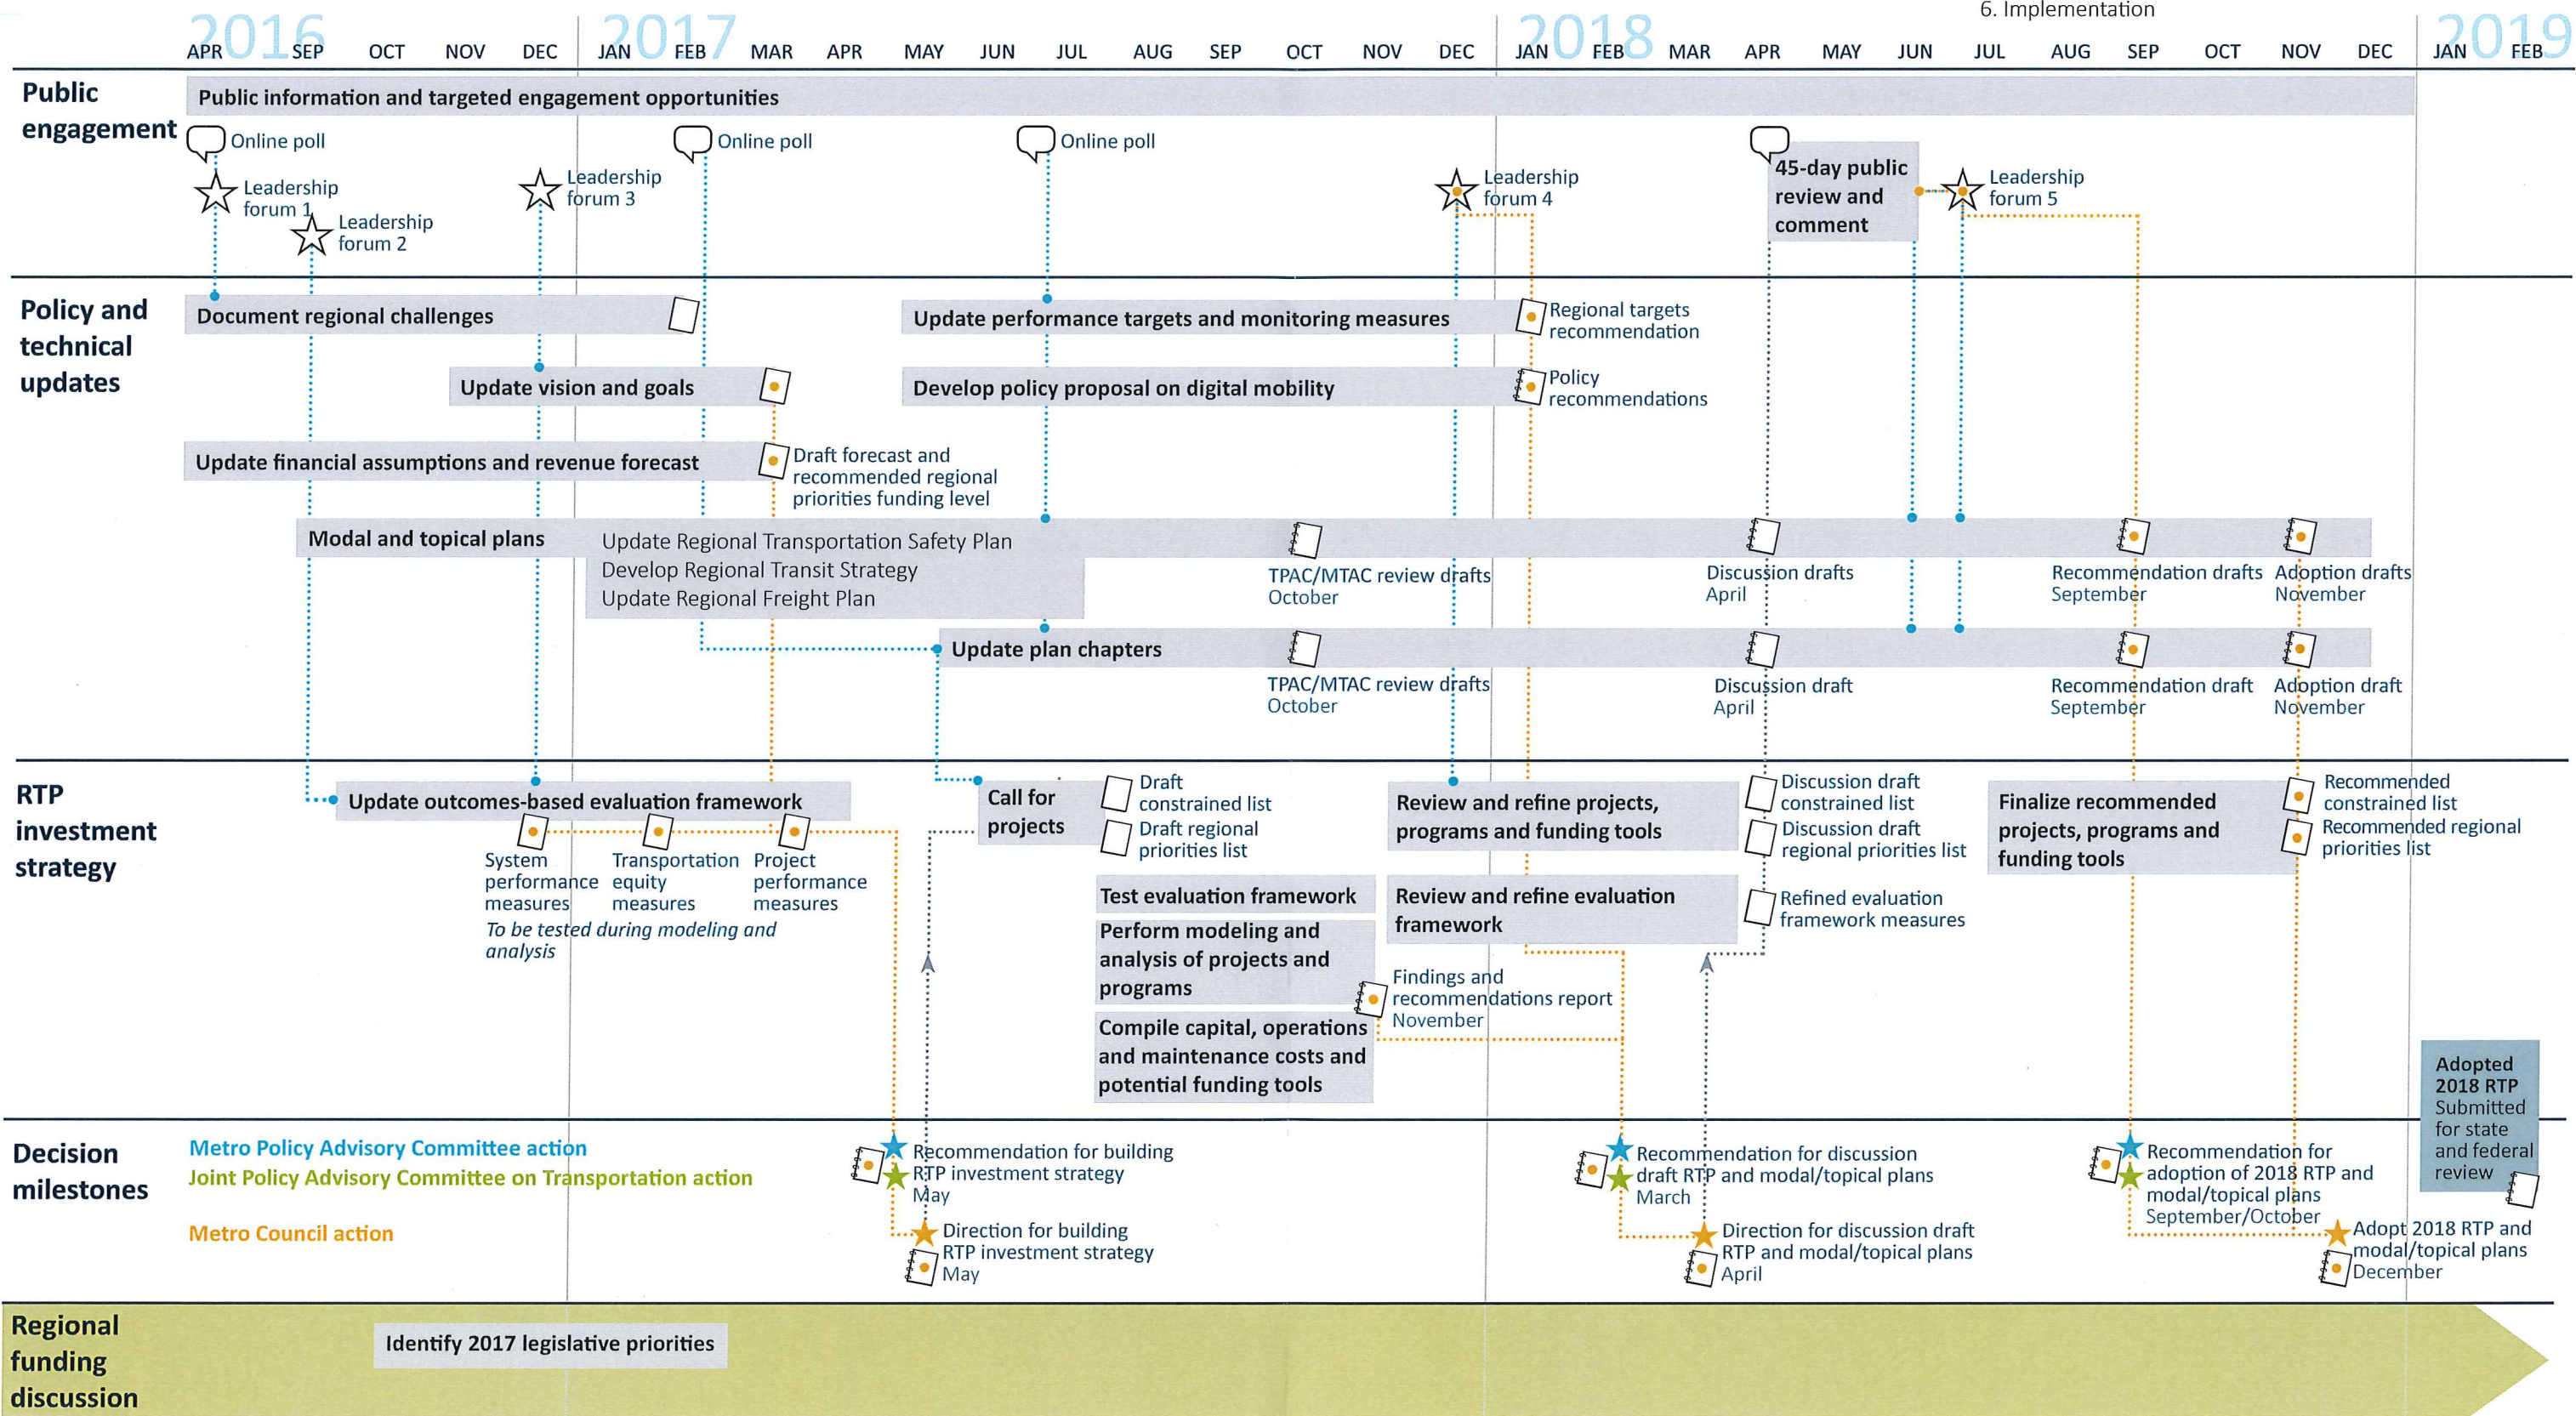 6. Implementation
2016 2017 2018 2019
APR SEP OCT NOV DEC JAN FEB MAR APR MAY JUN JUL AUG SEP OCT NOV DEC JAN FEB MAR APR MAY JUN JUL AUG SEP OCT NOV DEC JAN FEB
Public
engagement
Public information and targeted engagement opportunities
Online poll
Online poll
Online poll
Leadership
forum 1
Leadership
forum 2
Leadership
forum 3
Leadership
forum 4
45-day public
review and
comment
Leadership
forum 5
Policy and
technical
updates
Document regional challenges
Update performance targets and monitoring measures
Regional targets
recommendation
Update vision and goals
Develop policy proposal on digital mobility
Policy
recommendations
Update financial assumptions and revenue forecast
Draft forecast and
recommended regional
priorities funding level
Modal and topical plans
Update Regional Transportation Safety Plan
Develop Regional Transit Strategy
Update Regional Freight Plan
TPAC/MTAC review drafts
October
Discussion drafts
April
Recommendation drafts
September
Adoption drafts
November
Update plan chapters
TPAC/MTAC review drafts
October
Discussion draft
April
Recommendation draft
September
Adoption draft
November
RTP
investment
strategy
Update outcomes-based evaluation framework
System
performance
measures
Transportation
equity
measures
Project
performance
measures
To be tested during modeling and
analysis
Call for
projects
Draft
constrained list
Draft regional
priorities list
Test evaluation framework
Perform modeling and
analysis of projects and
programs
Compile capital, operations
and maintenance costs and
potential funding tools
Review and refine projects,
programs and funding tools
Review and refine evaluation
framework
Findings and
recommendations report
November
Discussion draft
constrained list
Discussion draft
regional priorities list
Refined evaluation
framework measures
Finalize recommended
projects, programs and
funding tools
Recommended
constrained list
Recommended regional
priorities list
Adopted
2018 RTP
Submitted
for state
and federal
review
Decision
milestones
Metro Policy Advisory Committee action
Joint Policy Advisory Committee on Transportation action
Metro Council action
Recommendation for building
RTP investment strategy
May
Direction for building
RTP investment strategy
May
Recommendation for discussion
draft RTP and modal/topical plans
March
Direction for discussion draft
RTP and modal/topical plans
April
Recommendation for
adoption of 2018 RTP and
modal/topical plans
September/October
Adopt 2018 RTP and
modal/topical plans
December
Regional
funding
discussion
Identify 2017 legislative priorities